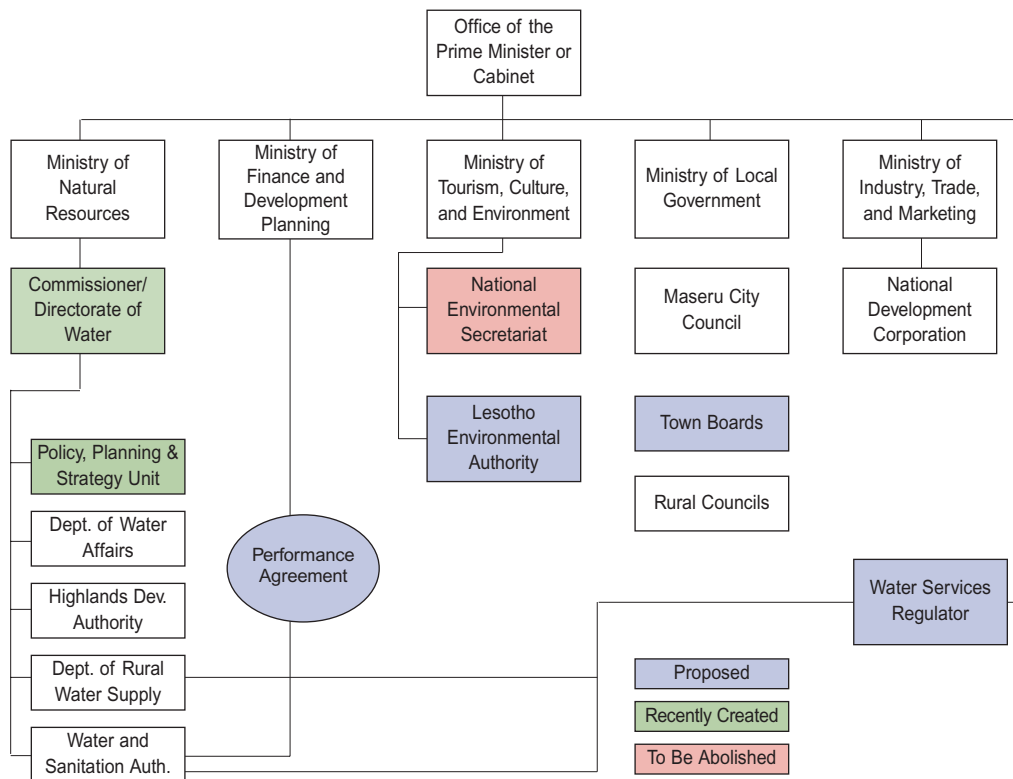 Office of the
Prime Minister or
Cabinet
Ministry of
Natural
Resources
Ministry of
Finance and
Development
Planning
Ministry of
Tourism, Culture,
and Environment
Ministry of Local
Government
Ministry of
Industry, Trade,
and Marketing
Commissioner/
Directorate of
Water
National
Environmental
Secretariat
Maseru City
Council
National
Development
Corporation
Lesotho
Environmental
Authority
Town Boards
Policy, Planning &
Strategy Unit
Rural Councils
Dept. of Water
Affairs
Performance
Agreement
Highlands Dev.
Authority
Water Services
Regulator
Dept. of Rural
Water Supply
Water and
Sanitation Auth.
Proposed
Recently Created
To Be Abolished